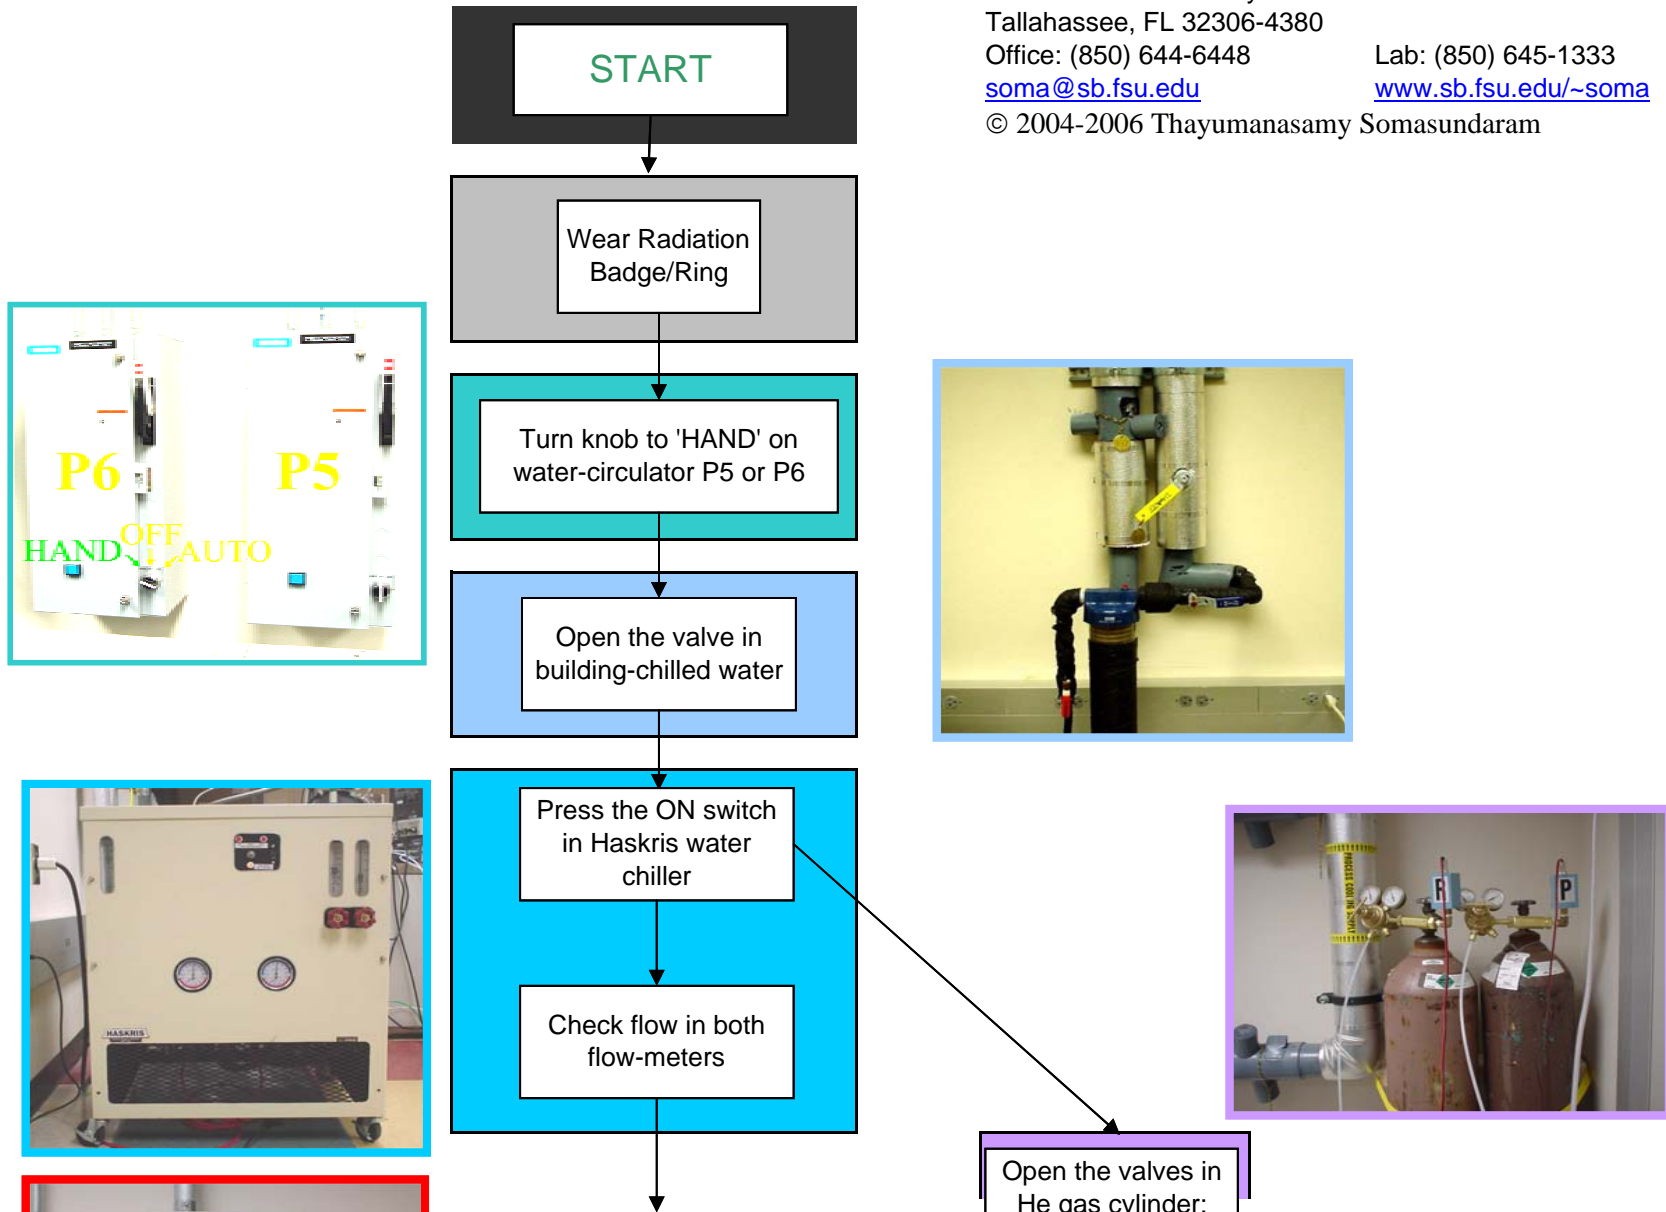 Tallahassee, FL 32306-4380
Office: (850) 644-6448 Lab: (850) 645-1333
soma@sb.fsu.edu www.sb.fsu.edu/~soma
© 2004-2006 Thayumanasamy Somasundaram
START
Wear Radiation
Badge/Ring
Turn knob to 'HAND' on
water-circulator P5 or P6
P6 P5
OFF
HAND AUTO
Open the valve in
building-chilled water
Press the ON switch
in Haskris water
chiller
Check flow in both
flow-meters
HASKRIS
PROCESS COOLING SUPPLY
R P
Open the valves in
He gas cylinder: